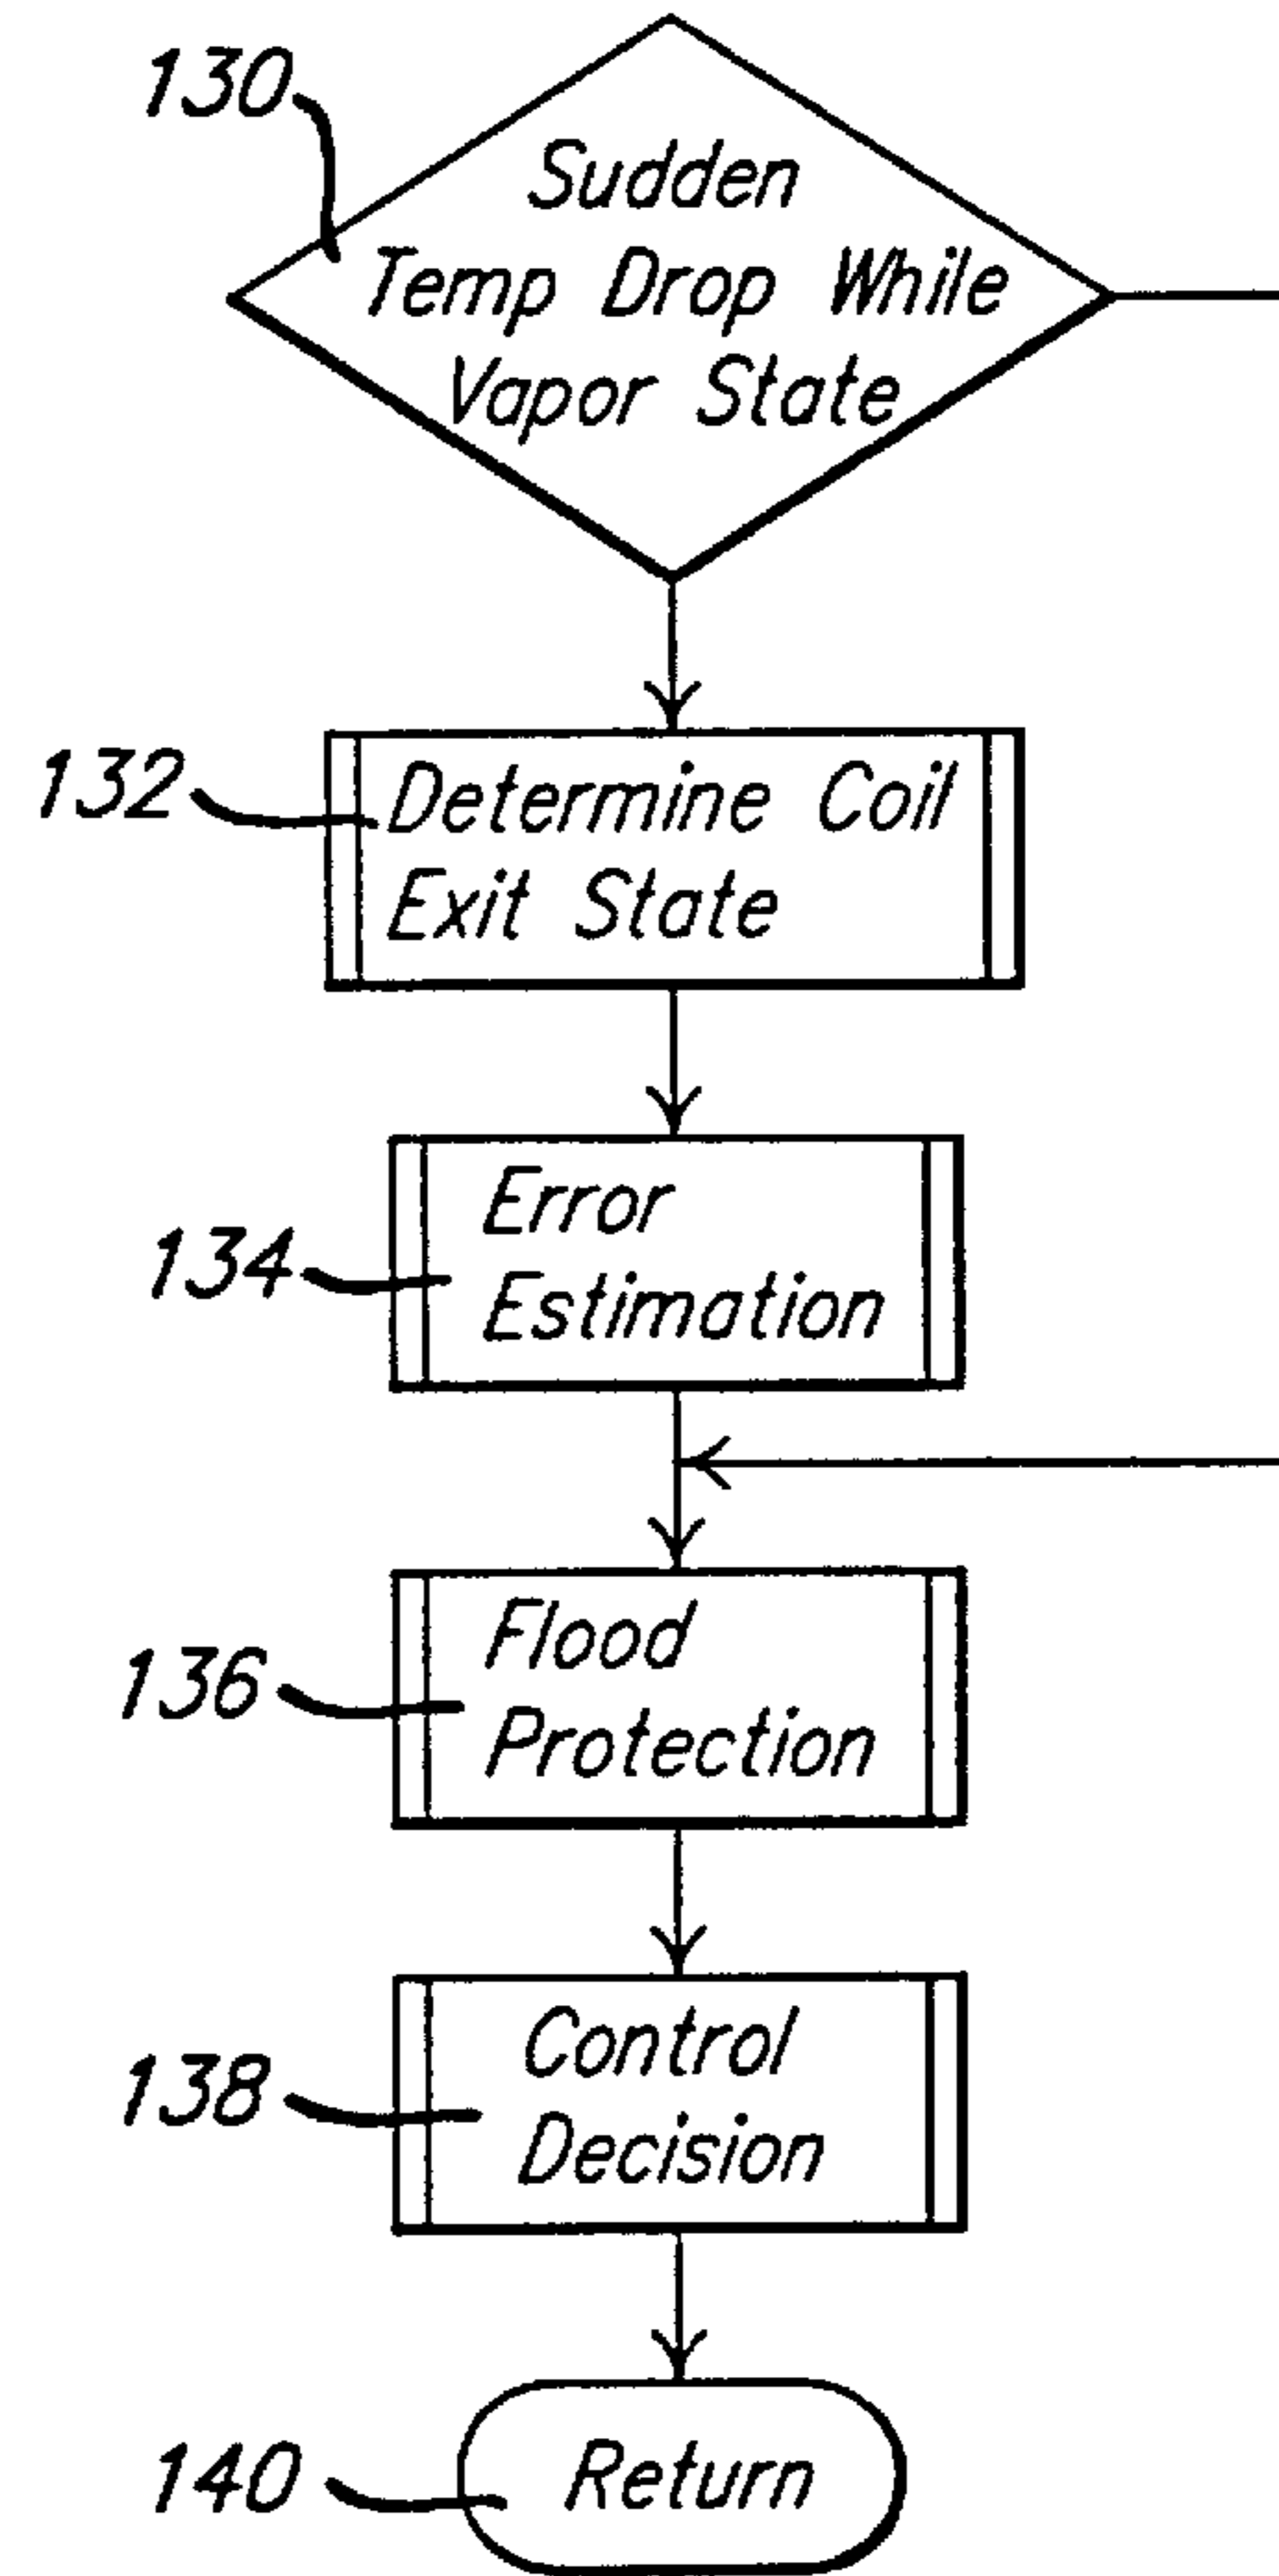 130
Sudden
Temp Drop While
Vapor State
132
Determine Coil
Exit State
134
Error
Estimation
136
Flood
Protection
138
Control
Decision
140
Return